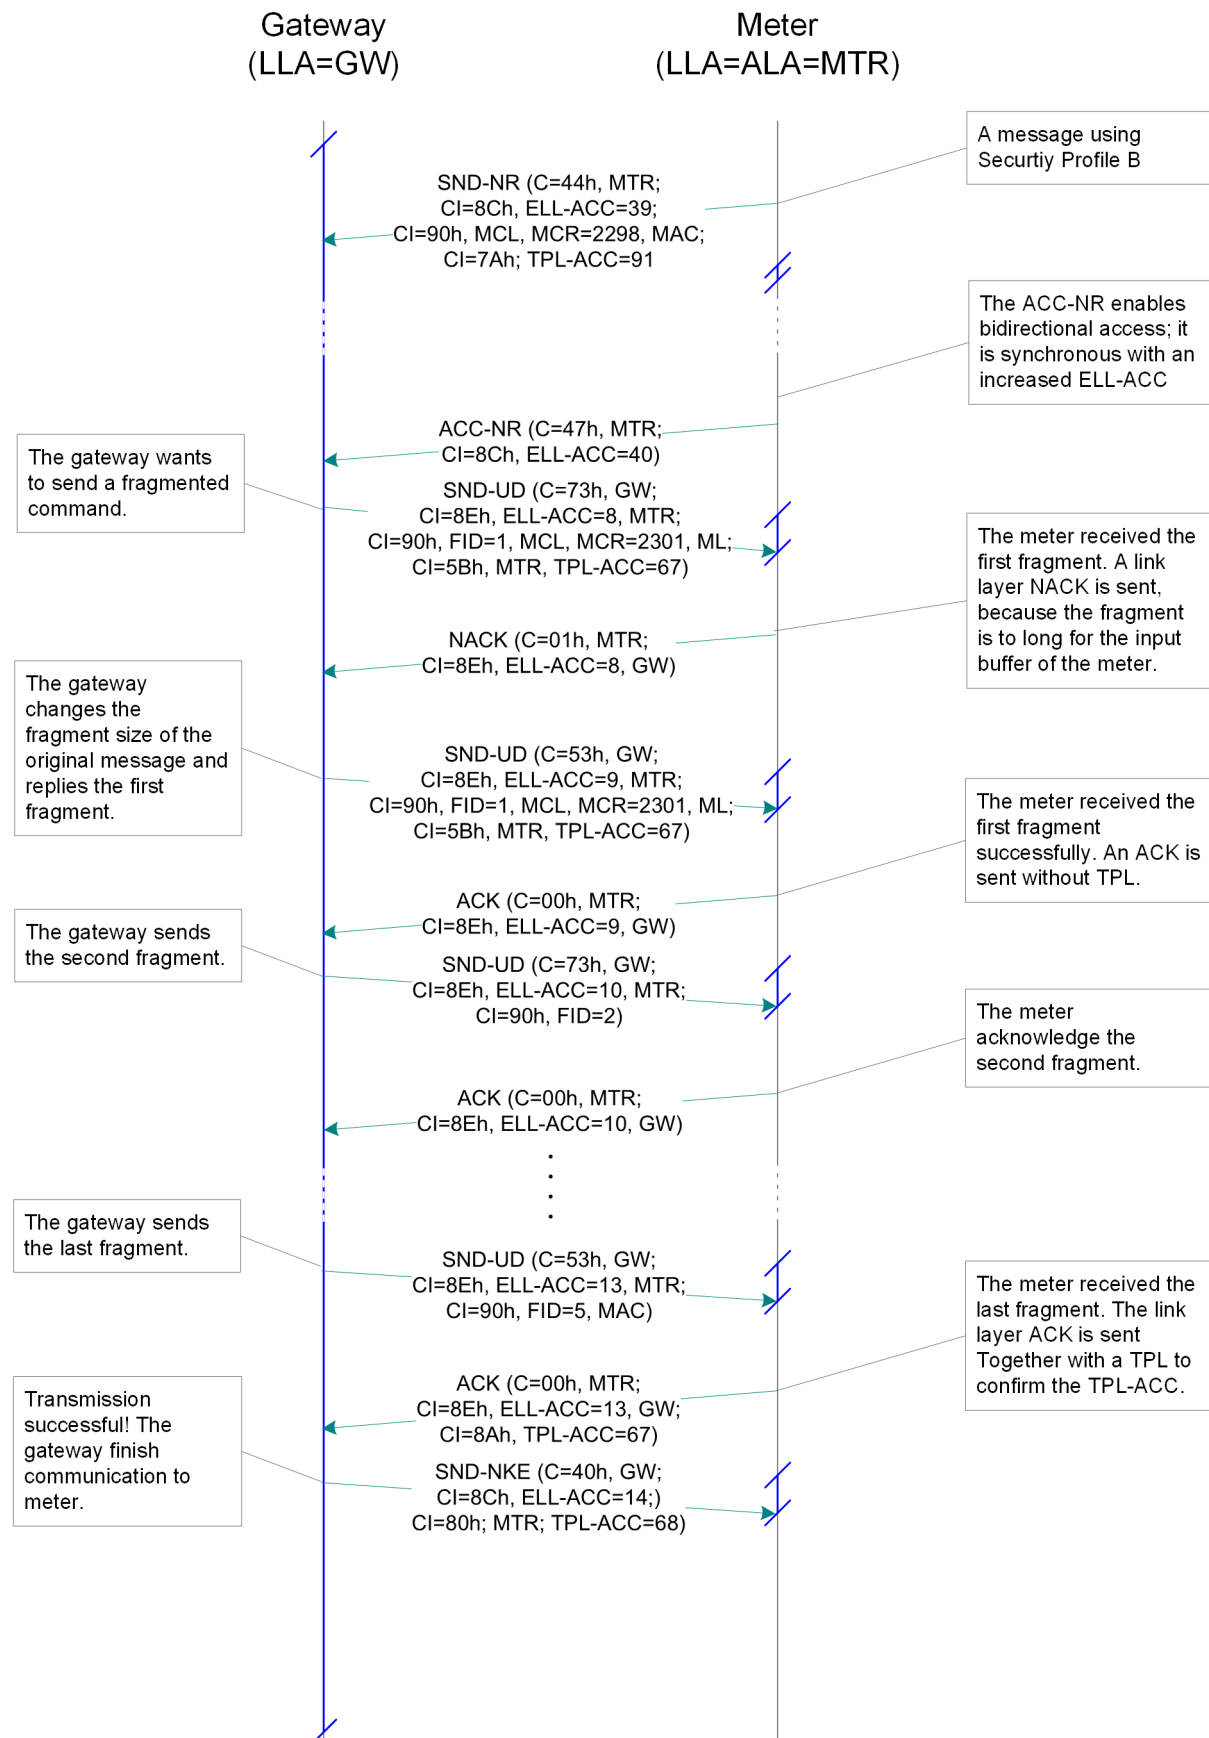 Gateway
(LLA=GW)
Meter
(LLA=ALA=MTR)
A message using
Securtiy Profile B
SND-NR (C=44h, MTR;
CI=8Ch, ELL-ACC=39;
CI=90h, MCL, MCR=2298, MAC;
CI=7Ah; TPL-ACC=91
The ACC-NR enables
bidirectional access; it
is synchronous with an
increased ELL-ACC
ACC-NR (C=47h, MTR;
CI=8Ch, ELL-ACC=40)
The gateway wants
to send a fragmented
command.
SND-UD (C=73h, GW;
CI=8Eh, ELL-ACC=8, MTR;
CI=90h, FID=1, MCL, MCR=2301, ML;
CI=5Bh, MTR, TPL-ACC=67)
The meter received the
first fragment. A link
layer NACK is sent,
because the fragment
is to long for the input
buffer of the meter.
NACK (C=01h, MTR;
CI=8Eh, ELL-ACC=8, GW)
The gateway
changes the
fragment size of the
original message and
replies the first
fragment.
SND-UD (C=53h, GW;
CI=8Eh, ELL-ACC=9, MTR;
CI=90h, FID=1, MCL, MCR=2301, ML;
CI=5Bh, MTR, TPL-ACC=67)
The meter received the
first fragment
successfully. An ACK is
sent without TPL.
ACK (C=00h, MTR;
CI=8Eh, ELL-ACC=9, GW)
The gateway sends
the second fragment.
SND-UD (C=73h, GW;
CI=8Eh, ELL-ACC=10, MTR;
CI=90h, FID=2)
The meter
acknowledge the
second fragment.
ACK (C=00h, MTR;
CI=8Eh, ELL-ACC=10, GW)
The gateway sends
the last fragment.
SND-UD (C=53h, GW;
CI=8Eh, ELL-ACC=13, MTR;
CI=90h, FID=5, MAC)
The meter received the
last fragment. The link
layer ACK is sent
Together with a TPL to
confirm the TPL-ACC.
ACK (C=00h, MTR;
CI=8Eh, ELL-ACC=13, GW;
CI=8Ah, TPL-ACC=67)
Transmission
successful! The
gateway finish
communication to
meter.
SND-NKE (C=40h, GW;
CI=8Ch, ELL-ACC=14;)
CI=80h; MTR; TPL-ACC=68)